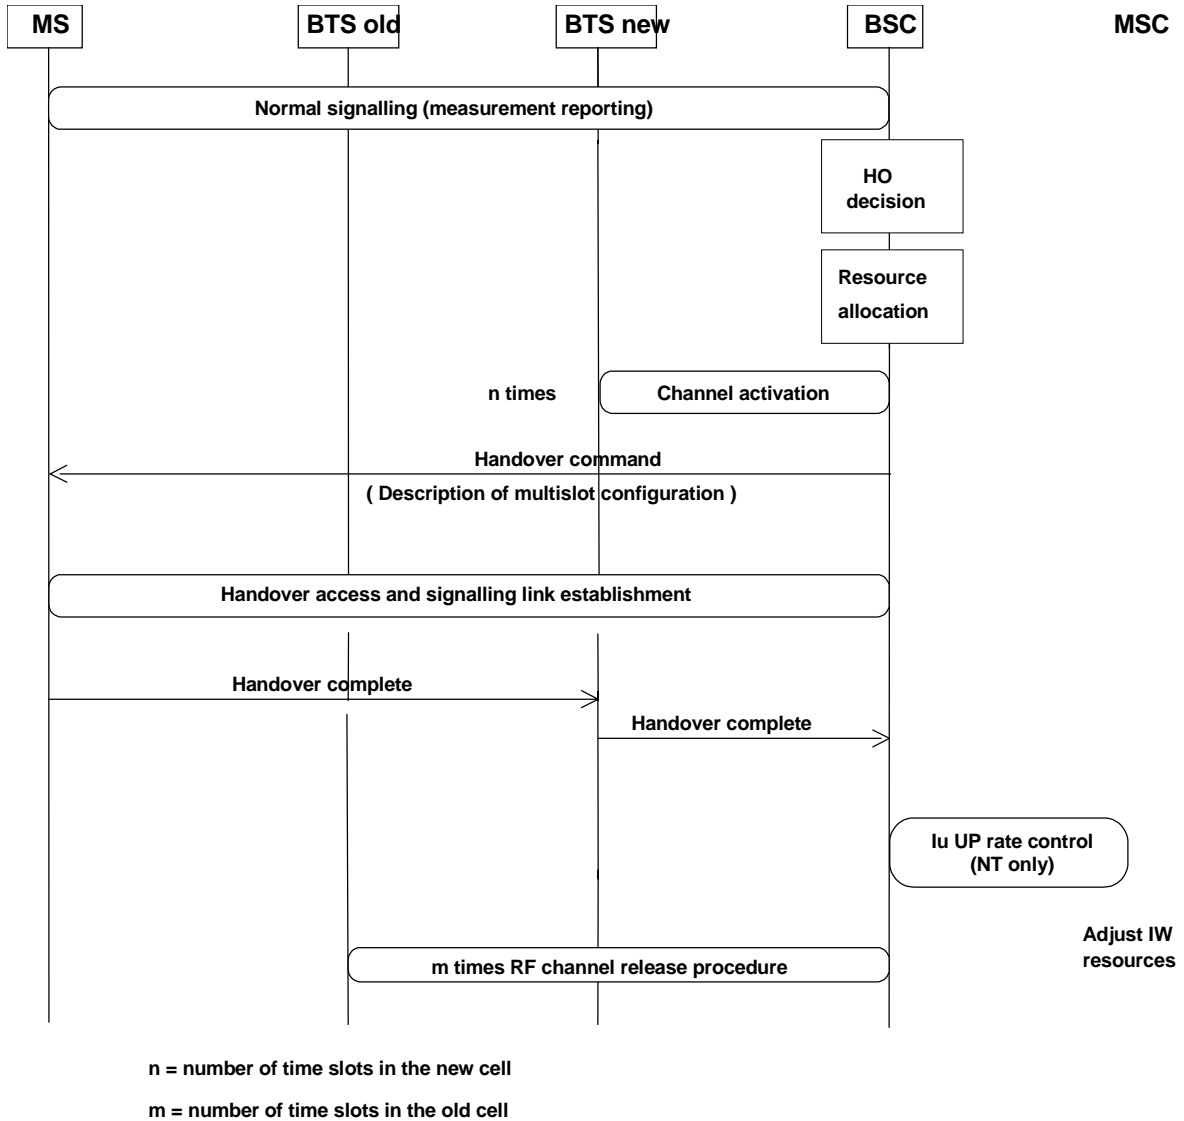 MS
BTS old
BTS new
BSC
MSC
Normal signalling (measurement reporting)
HO
decision
Resource
allocation
n times
Channel activation
Handover command
( Description of multislot configuration )
Handover access and signalling link establishment
Handover complete
Handover complete
Iu UP rate control
(NT only)
Adjust IW
resources
m times RF channel release procedure
n = number of time slots in the new cell
m = number of time slots in the old cell